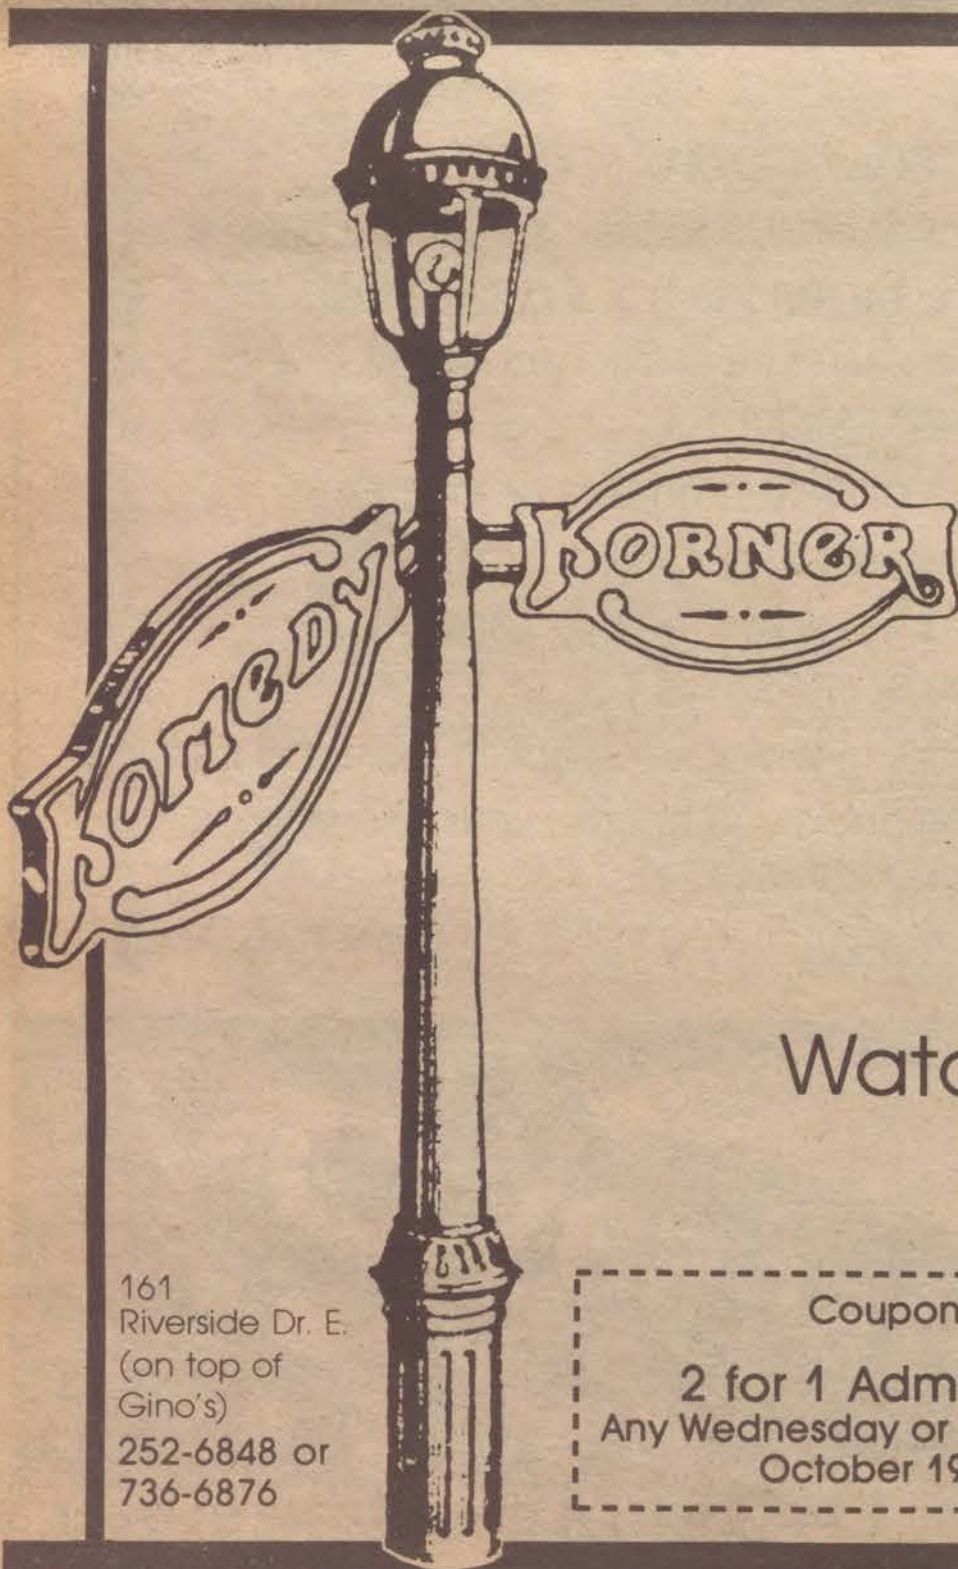 KOMEDY
KORNER
161
Riverside Dr. E.
(on top of
Gino's)
252-6848 or
736-6876
Coupon
2 for 1 Adm
Any Wednesday or
October 19